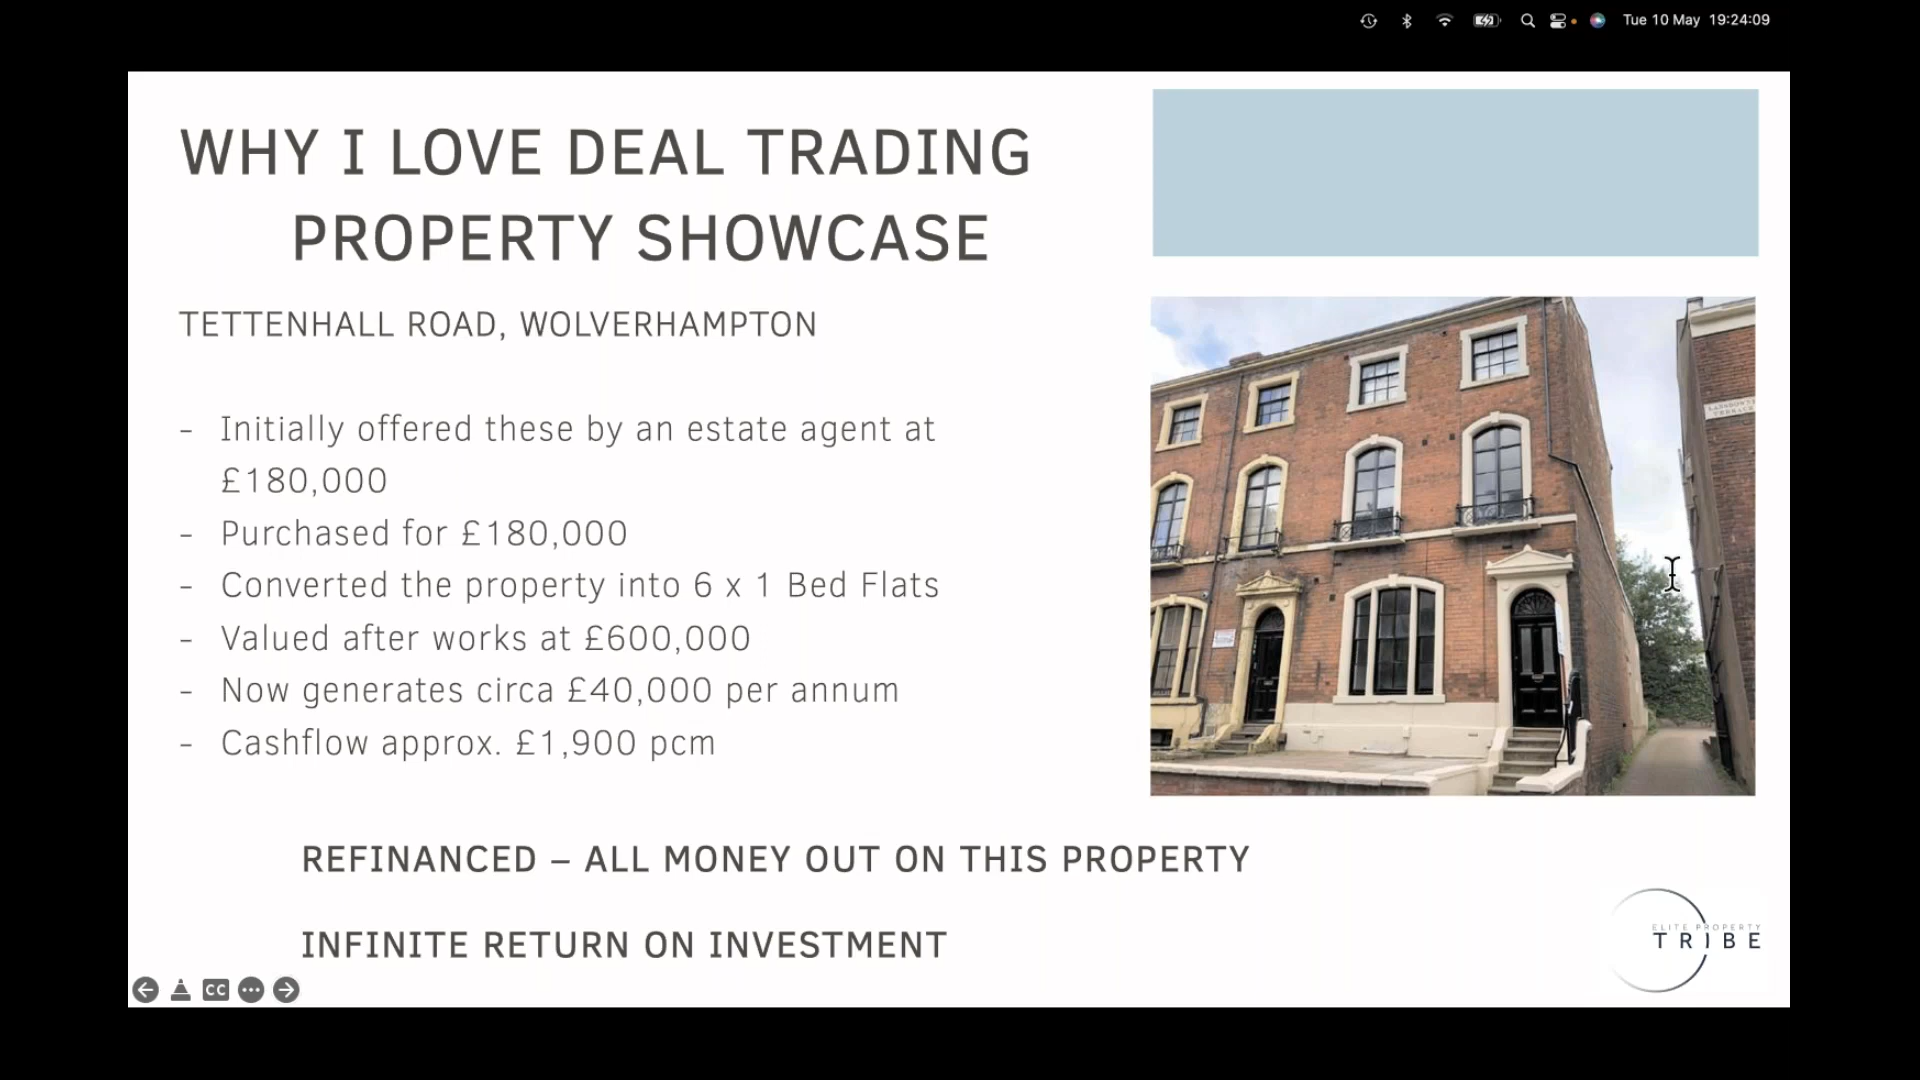 Tue 10 May 19:24:09
WHY I LOVE DEAL TRADING
PROPERTY SHOWCASE
TETTENHALL ROAD, WOLVERHAMPTON
- Initially offered these by an estate agent at
£180,000
- Purchased for £180,000
- Converted the property into 6 x 1 Bed Flats
- Valued after works at £600,000
- Now generates circa £40,000 per annum
- Cashflow approx. £1,900 pcm
LANSDOWNE
TERRACE
REFINANCED – ALL MONEY OUT ON THIS PROPERTY
INFINITE RETURN ON INVESTMENT
ELITE PROPERTY
TRIBE
CC